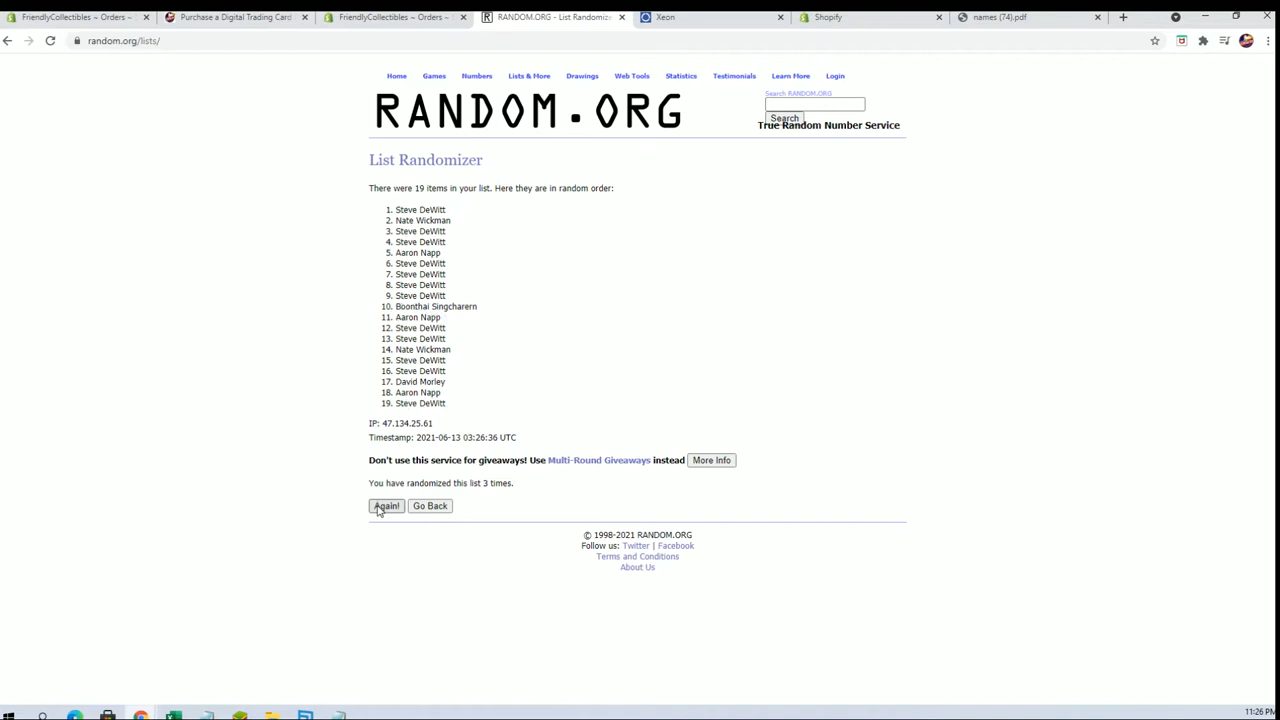 FriendlyCollectibles ~ Orders ~ S
Purchase a Digital Trading Card
FriendlyCollectibles ~ Orders ~
RANDOM.ORG - List Randomize
Xeon
Shopify
names (74).pdf
random.org/lists/
Home Games Numbers Lists & More Drawings Web Tools Statistics Testimonials Learn More Login
Search RANDOM.ORG
RANDOM.ORG
Search
True Random Number Service
List Randomizer
There were 19 items in your list. Here they are in random order:
1. Steve DeWitt
2. Nate Wickman
3. Steve DeWitt
4. Steve DeWitt
5. Aaron Napp
6. Steve DeWitt
7. Steve DeWitt
8. Steve DeWitt
9. Steve DeWitt
10. Boonthai Singcharern
11. Aaron Napp
12. Steve DeWitt
13. Steve DeWitt
14. Nate Wickman
15. Steve DeWitt
16. Steve DeWitt
17. David Morley
18. Aaron Napp
19. Steve DeWitt
IP: 47.134.25.61
Timestamp: 2021-06-13 03:26:36 UTC
Don't use this service for giveaways! Use Multi-Round Giveaways instead More Info
You have randomized this list 3 times.
Again! Go Back
© 1998-2021 RANDOM.ORG
Follow us: Twitter | Facebook
Terms and Conditions
About Us
11:26 PM